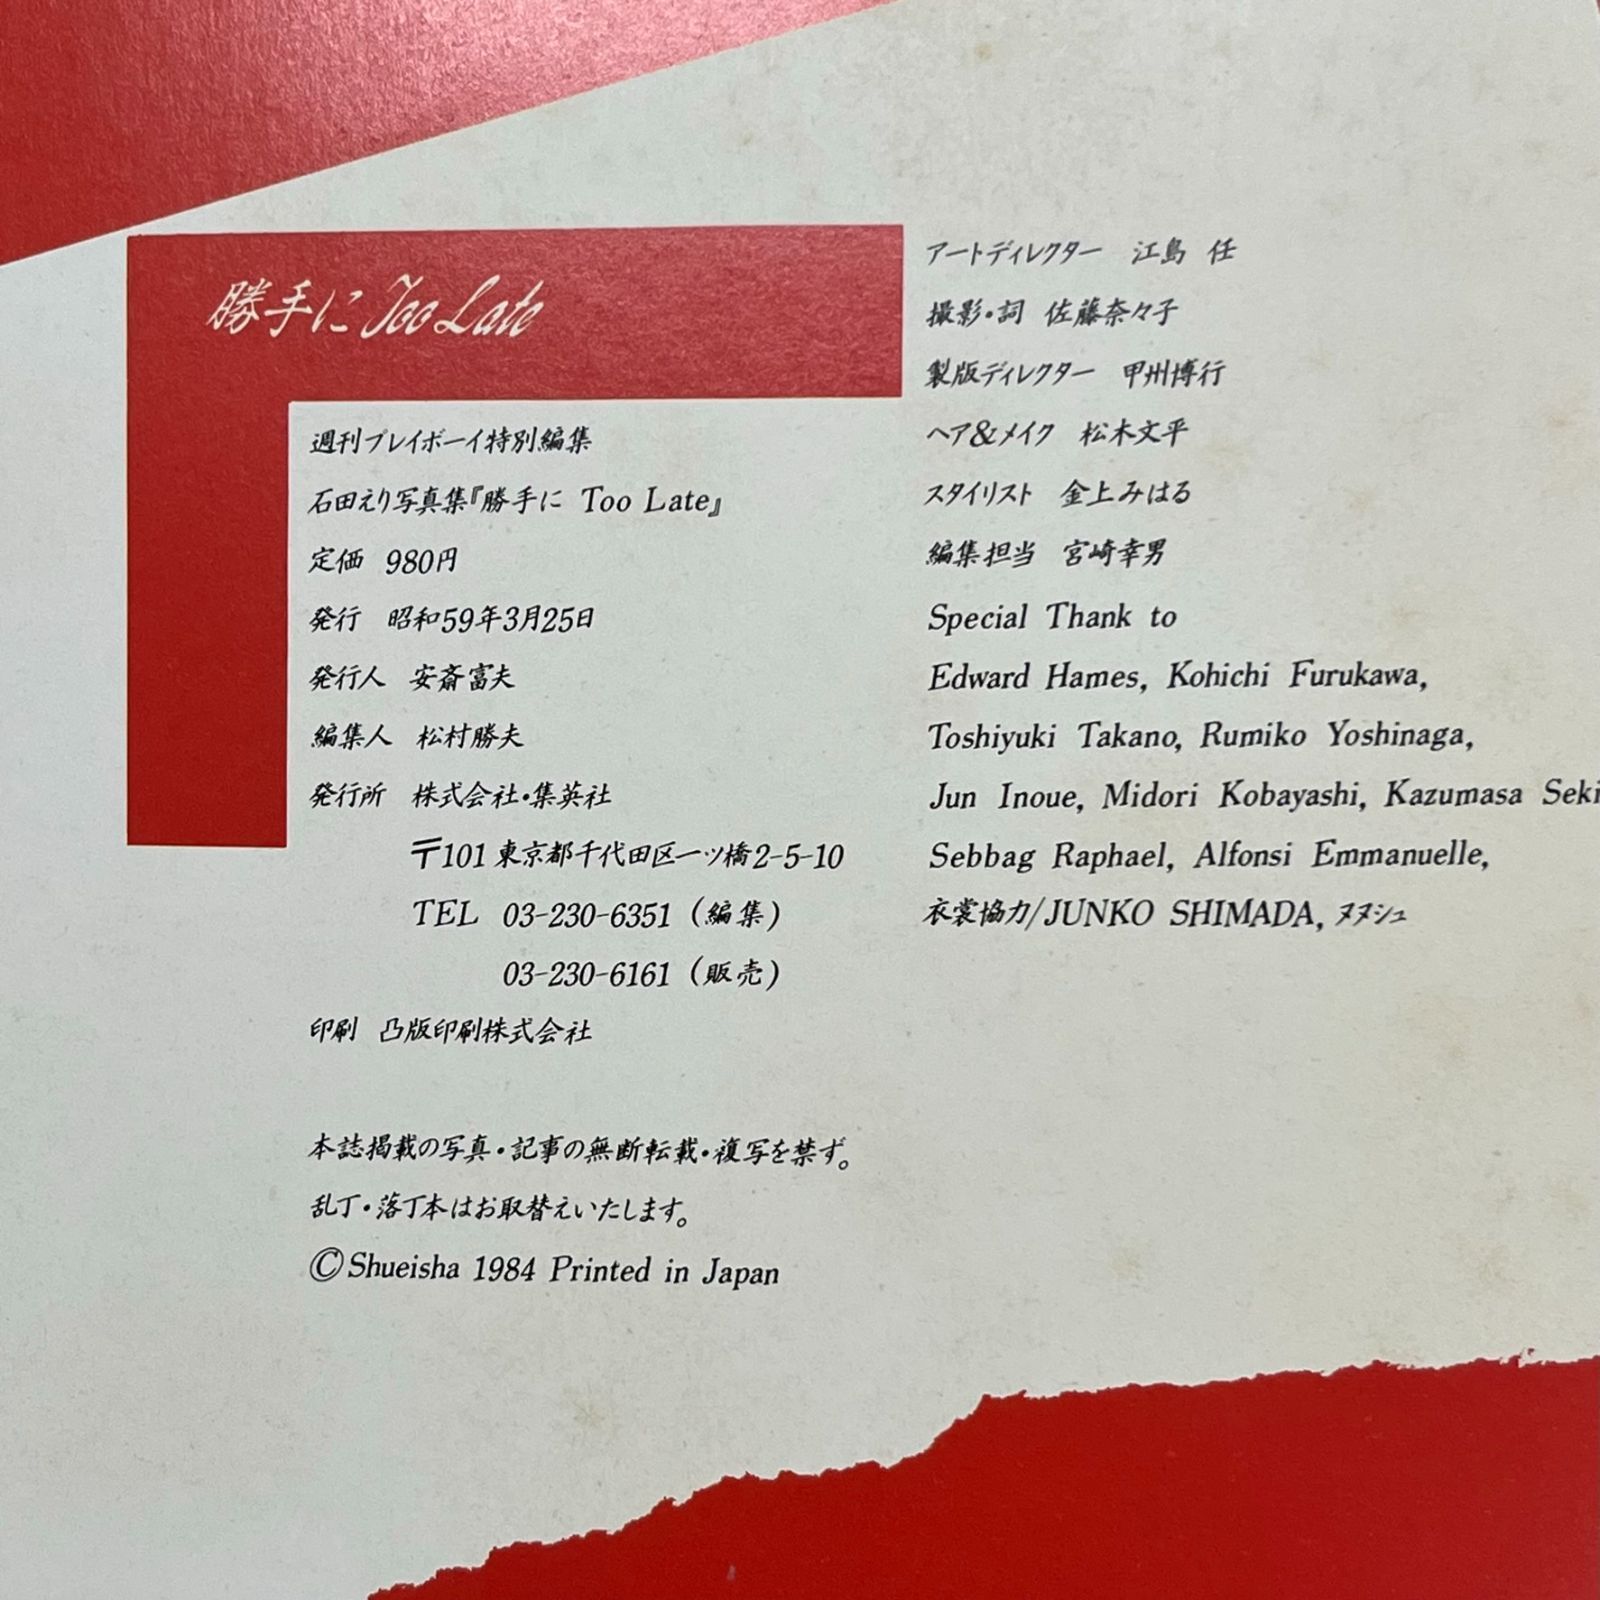 勝手に Too Late
週刊プレイボーイ特別編集
石田えり写真集『勝手に Too Late』
定価 980円
発行 昭和59年3月25日
発行人 安斎富夫
編集人 松村勝夫
発行所 株式会社・集英社
〒101 東京都千代田区一ツ橋2-5-10
TEL 03-230-6351 (編集)
03-230-6161 (販売)
印刷 凸版印刷株式会社
本誌掲載の写真・記事の無断転載・複写を禁ず。
乱丁・落丁本はお取替えいたします。
©Shueisha 1984 Printed in Japan
アートディレクター 江島 任
撮影・詞 佐藤奈々子
製版ディレクター 甲州博行
ヘア&メイク 松木文平
スタイリスト 金上みはる
編集担当 宮崎幸男
Special Thank to
Edward Hames, Kohichi Furukawa,
Toshiyuki Takano, Rumiko Yoshinaga,
Jun Inoue, Midori Kobayashi, Kazumasa Seki
Sebbag Raphael, Alfonsi Emmanuelle,
衣裳協力/JUNKO SHIMADA, ヌヌシュ